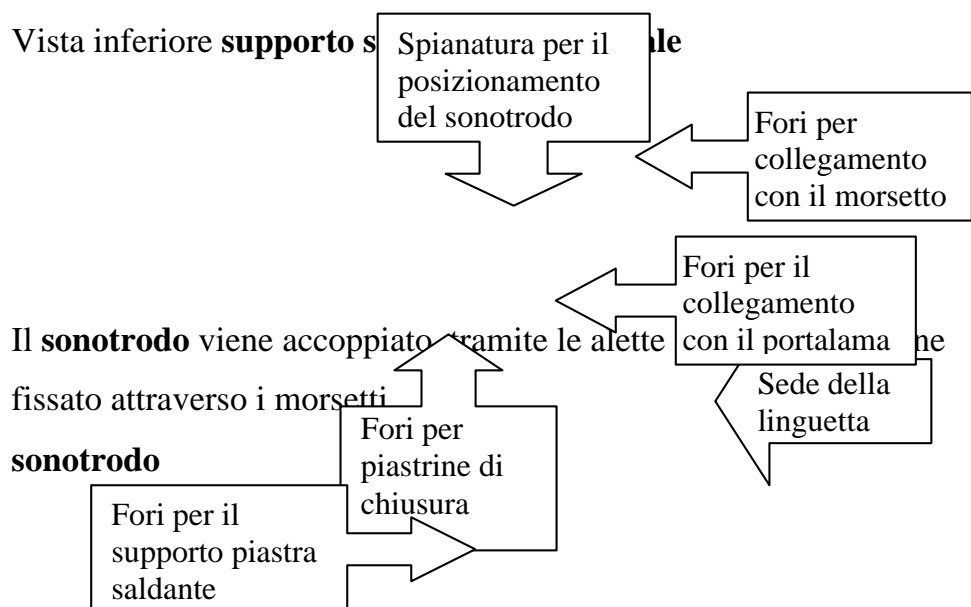 Vista inferiore supporto s ale
Spianatura per il
posizionamento
del sonotrodo
Fori per
collegamento
con il morsetto
Fori per il
collegamento
con il portalama
Il sonotrodo viene accoppiato tramite le alette ne
fissato attraverso i morsetti
Sede della
linguetta
sonotrodo
Fori per
piastrine di
chiusura
Fori per il
supporto piastra
saldante